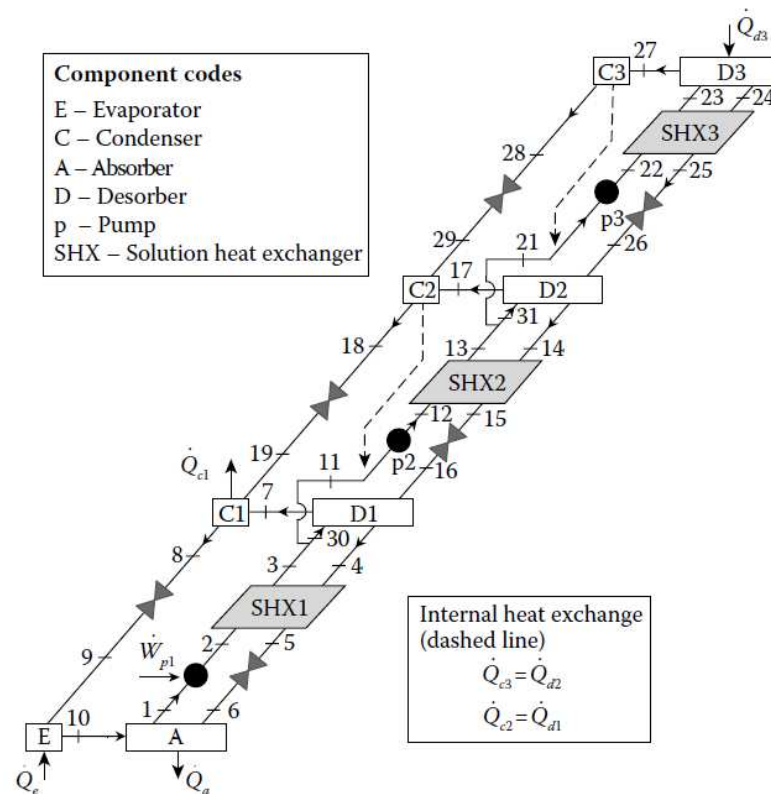 Q̇d3
27
C3
D3
23
24
SHX3
28
22
25
p3
29
21
26
17
C2
D2
31
18
13
14
SHX2
12
15
19
p2
16
Q̇c1
11
7
C1
D1
30
8
3
4
SHX1
Ẇp1
2
5
9
10
1
6
E
A
Q̇e
Q̇a
Component codes
E – Evaporator
C – Condenser
A – Absorber
D – Desorber
p – Pump
SHX – Solution heat exchanger
Internal heat exchange
(dashed line)
Q̇c3 = Q̇d2
Q̇c2 = Q̇d1